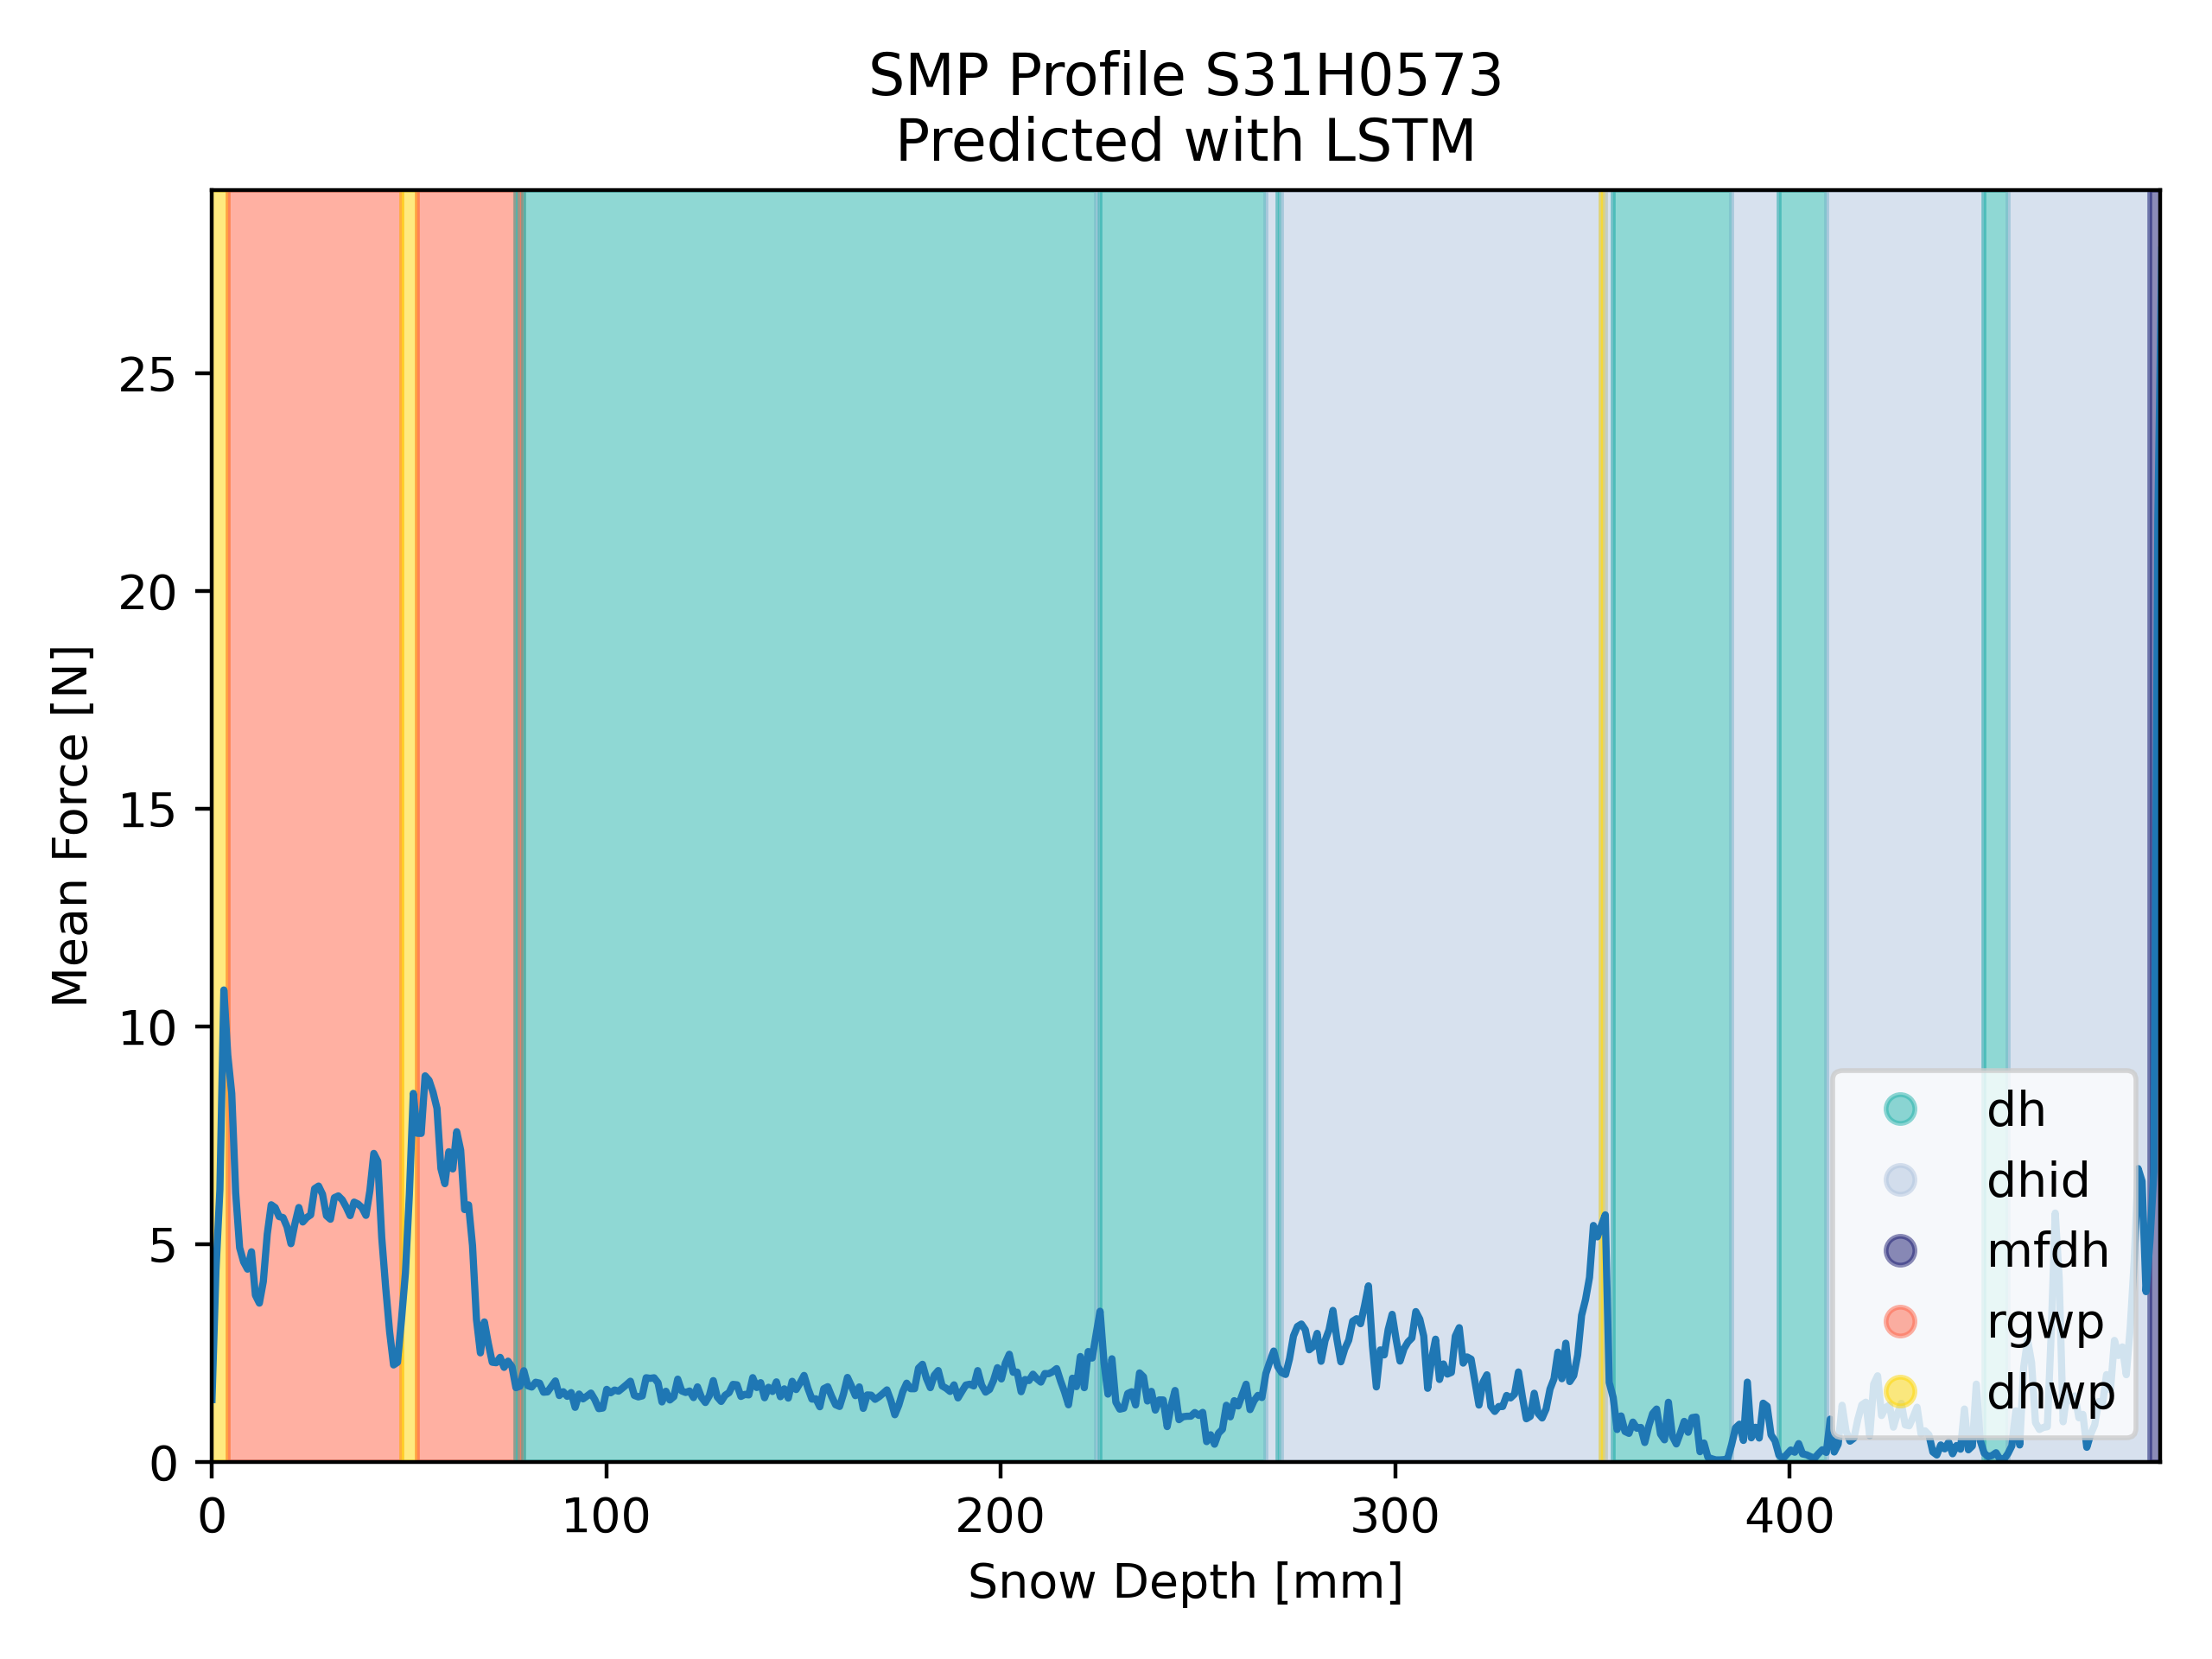 SMP Profile S31H0573
Predicted with LSTM
Mean Force [N]
25
20
15
10
5
0
0 100 200 300 400
Snow Depth [mm]
dh
dhid
mfdh
rgwp
dhwp